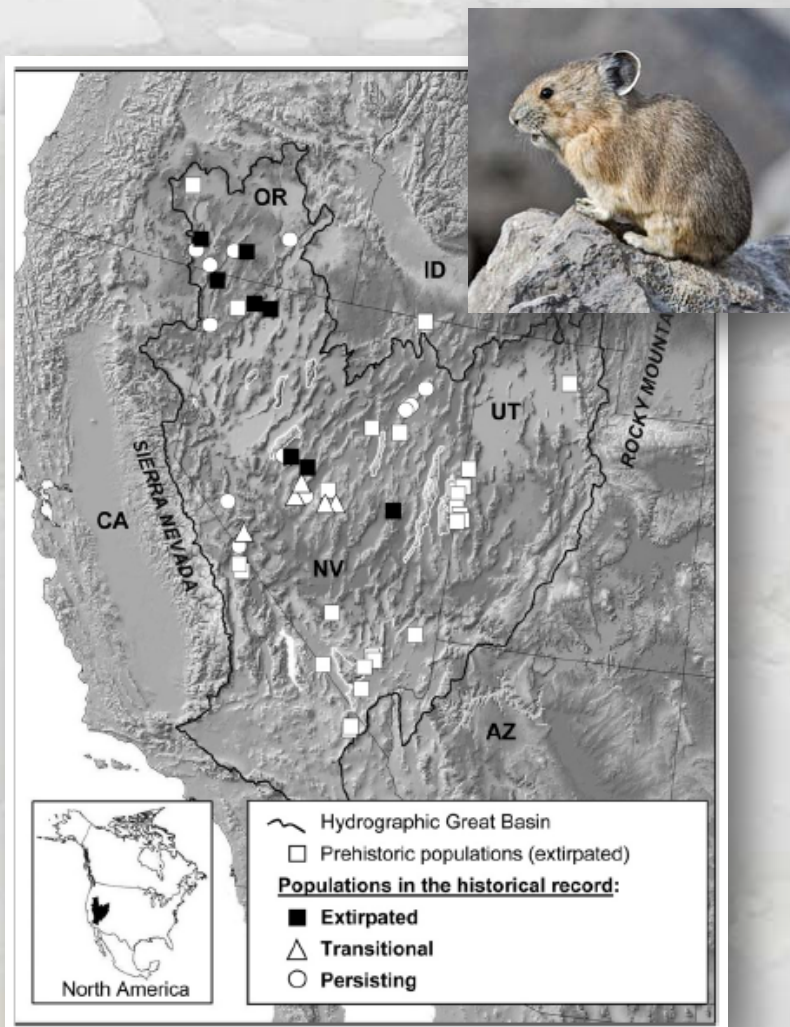 OR
ID
UT
ROCKY MOUNTA
SIERRA NEVADA
CA
NV
AZ
Hydrographic Great Basin
Prehistoric populations (extirpated)
Populations in the historical record:
Extirpated
Transitional
Persisting
North America